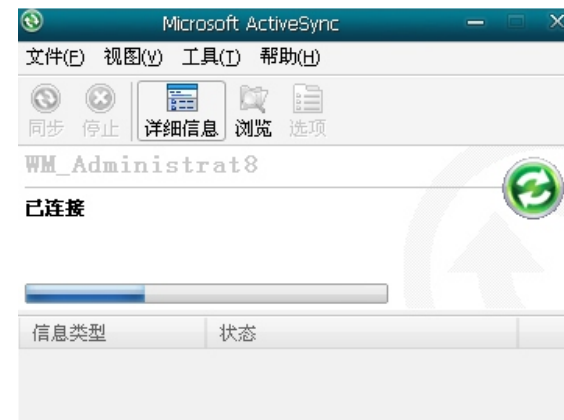 Microsoft ActiveSync
文件(F) 视图(V) 工具(T) 帮助(H)
同步 停止 详细信息 浏览 选项
WM_Administrat8
已连接
信息类型 状态